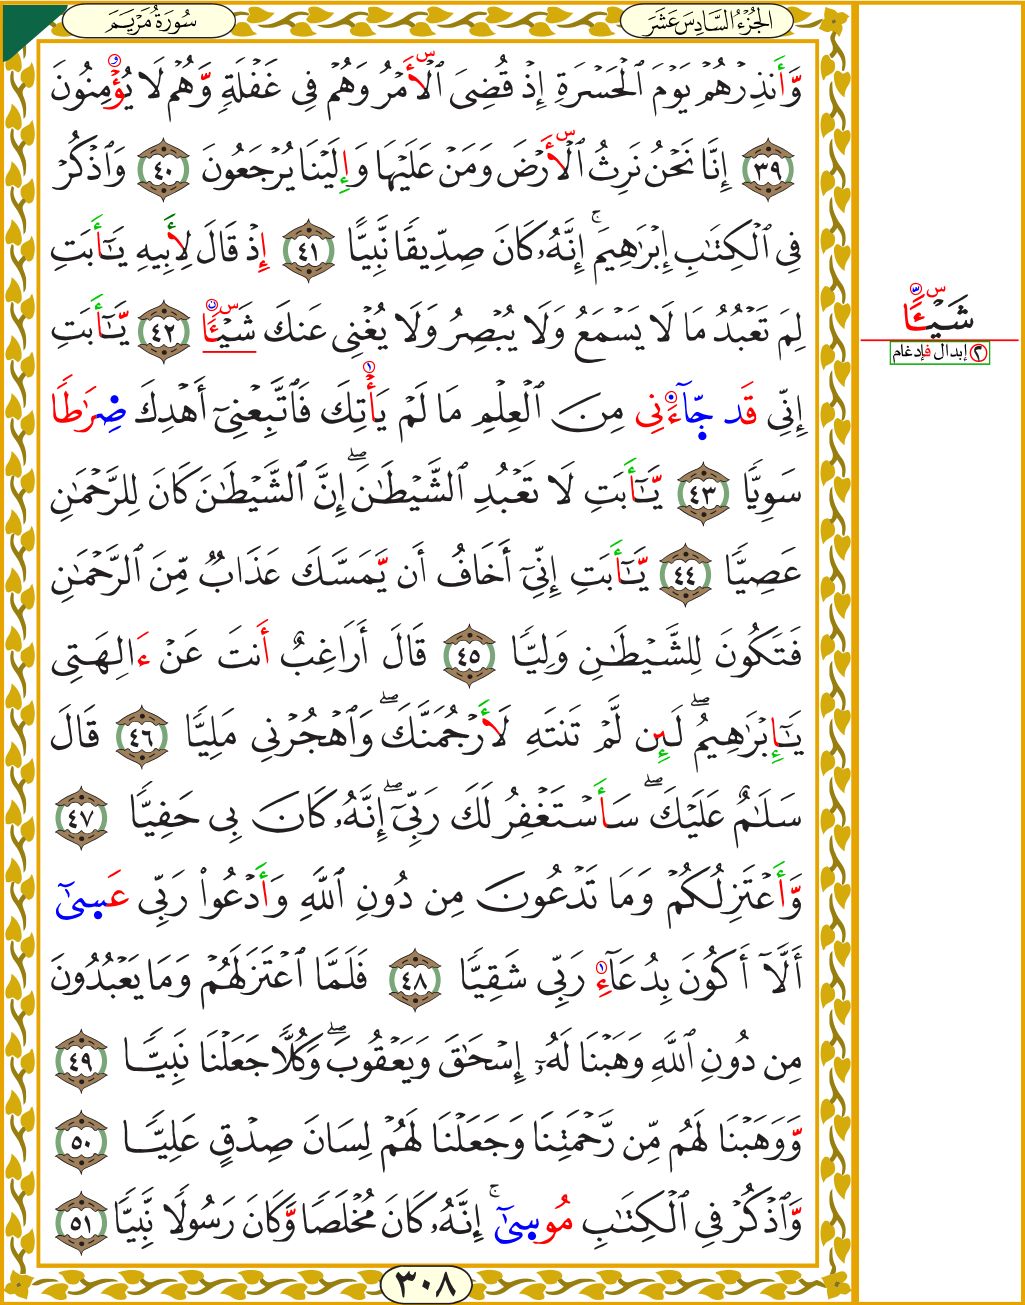 سُورَةُ مَرْيَمَ
الجُزْءُ السَّادِسَ عَشَرَ
وَّأَنذِرْهُمْ يَوْمَ ٱلْحَسْرَةِ إِذْ قُضِىَ ٱلْأَمْرُ وَهُمْ فِى غَفْلَةٍ وَّهُمْ لَا يُؤْمِنُونَ
٣٩ إِنَّا نَحْنُ نَرِثُ ٱلْأَرْضَ وَمَنْ عَلَيْهَا وَإِلَيْنَا يُرْجَعُونَ ٤٠ وَٱذْكُرْ
فِى ٱلْكِتَٰبِ إِبْرَٰهِيمَ ۚ إِنَّهُۥ كَانَ صِدِّيقًا نَّبِيًّا ٤١ إِذْ قَالَ لِأَبِيهِ يَٰٓأَبَتِ
لِمَ تَعْبُدُ مَا لَا يَسْمَعُ وَلَا يُبْصِرُ وَلَا يُغْنِى عَنكَ شَيْـًٔا ٤٢ يَّٰٓأَبَتِ
إِنِّى قَد جَّآءَنِى مِنَ ٱلْعِلْمِ مَا لَمْ يَأْتِكَ فَٱتَّبِعْنِىٓ أَهْدِكَ صِرَٰطًا
سَوِيًّا ٤٣ يَّٰٓأَبَتِ لَا تَعْبُدِ ٱلشَّيْطَٰنَ ۖ إِنَّ ٱلشَّيْطَٰنَ كَانَ لِلرَّحْمَٰنِ
عَصِيًّا ٤٤ يَّٰٓأَبَتِ إِنِّىٓ أَخَافُ أَن يَّمَسَّكَ عَذَابٌ مِّنَ ٱلرَّحْمَٰنِ
فَتَكُونَ لِلشَّيْطَٰنِ وَلِيًّا ٤٥ قَالَ أَرَاغِبٌ أَنتَ عَنْ ءَالِهَتِى
يَٰٓإِبْرَٰهِيمُ ۖ لَئِن لَّمْ تَنتَهِ لَأَرْجُمَنَّكَ ۖ وَٱهْجُرْنِى مَلِيًّا ٤٦ قَالَ
سَلَٰمٌ عَلَيْكَ ۖ سَأَسْتَغْفِرُ لَكَ رَبِّىٓ ۖ إِنَّهُۥ كَانَ بِى حَفِيًّا ٤٧
وَّأَعْتَزِلُكُمْ وَمَا تَدْعُونَ مِن دُونِ ٱللَّهِ وَأَدْعُوا۟ رَبِّى عَسِىٰٓ
أَلَّآ أَكُونَ بِدُعَآءِ رَبِّى شَقِيًّا ٤٨ فَلَمَّا ٱعْتَزَلَهُمْ وَمَا يَعْبُدُونَ
مِن دُونِ ٱللَّهِ وَهَبْنَا لَهُۥٓ إِسْحَٰقَ وَيَعْقُوبَ ۖ وَكُلًّا جَعَلْنَا نَبِيًّا ٤٩
وَّوَهَبْنَا لَهُم مِّن رَّحْمَتِنَا وَجَعَلْنَا لَهُمْ لِسَانَ صِدْقٍ عَلِيًّا ٥٠
وَّٱذْكُرْ فِى ٱلْكِتَٰبِ مُوسِىٰٓ ۚ إِنَّهُۥ كَانَ مُخْلَصًا وَّكَانَ رَسُولًا نَّبِيًّا ٥١
٣٠٨
شَيْـًٔا
٢ إبدال فإدغام